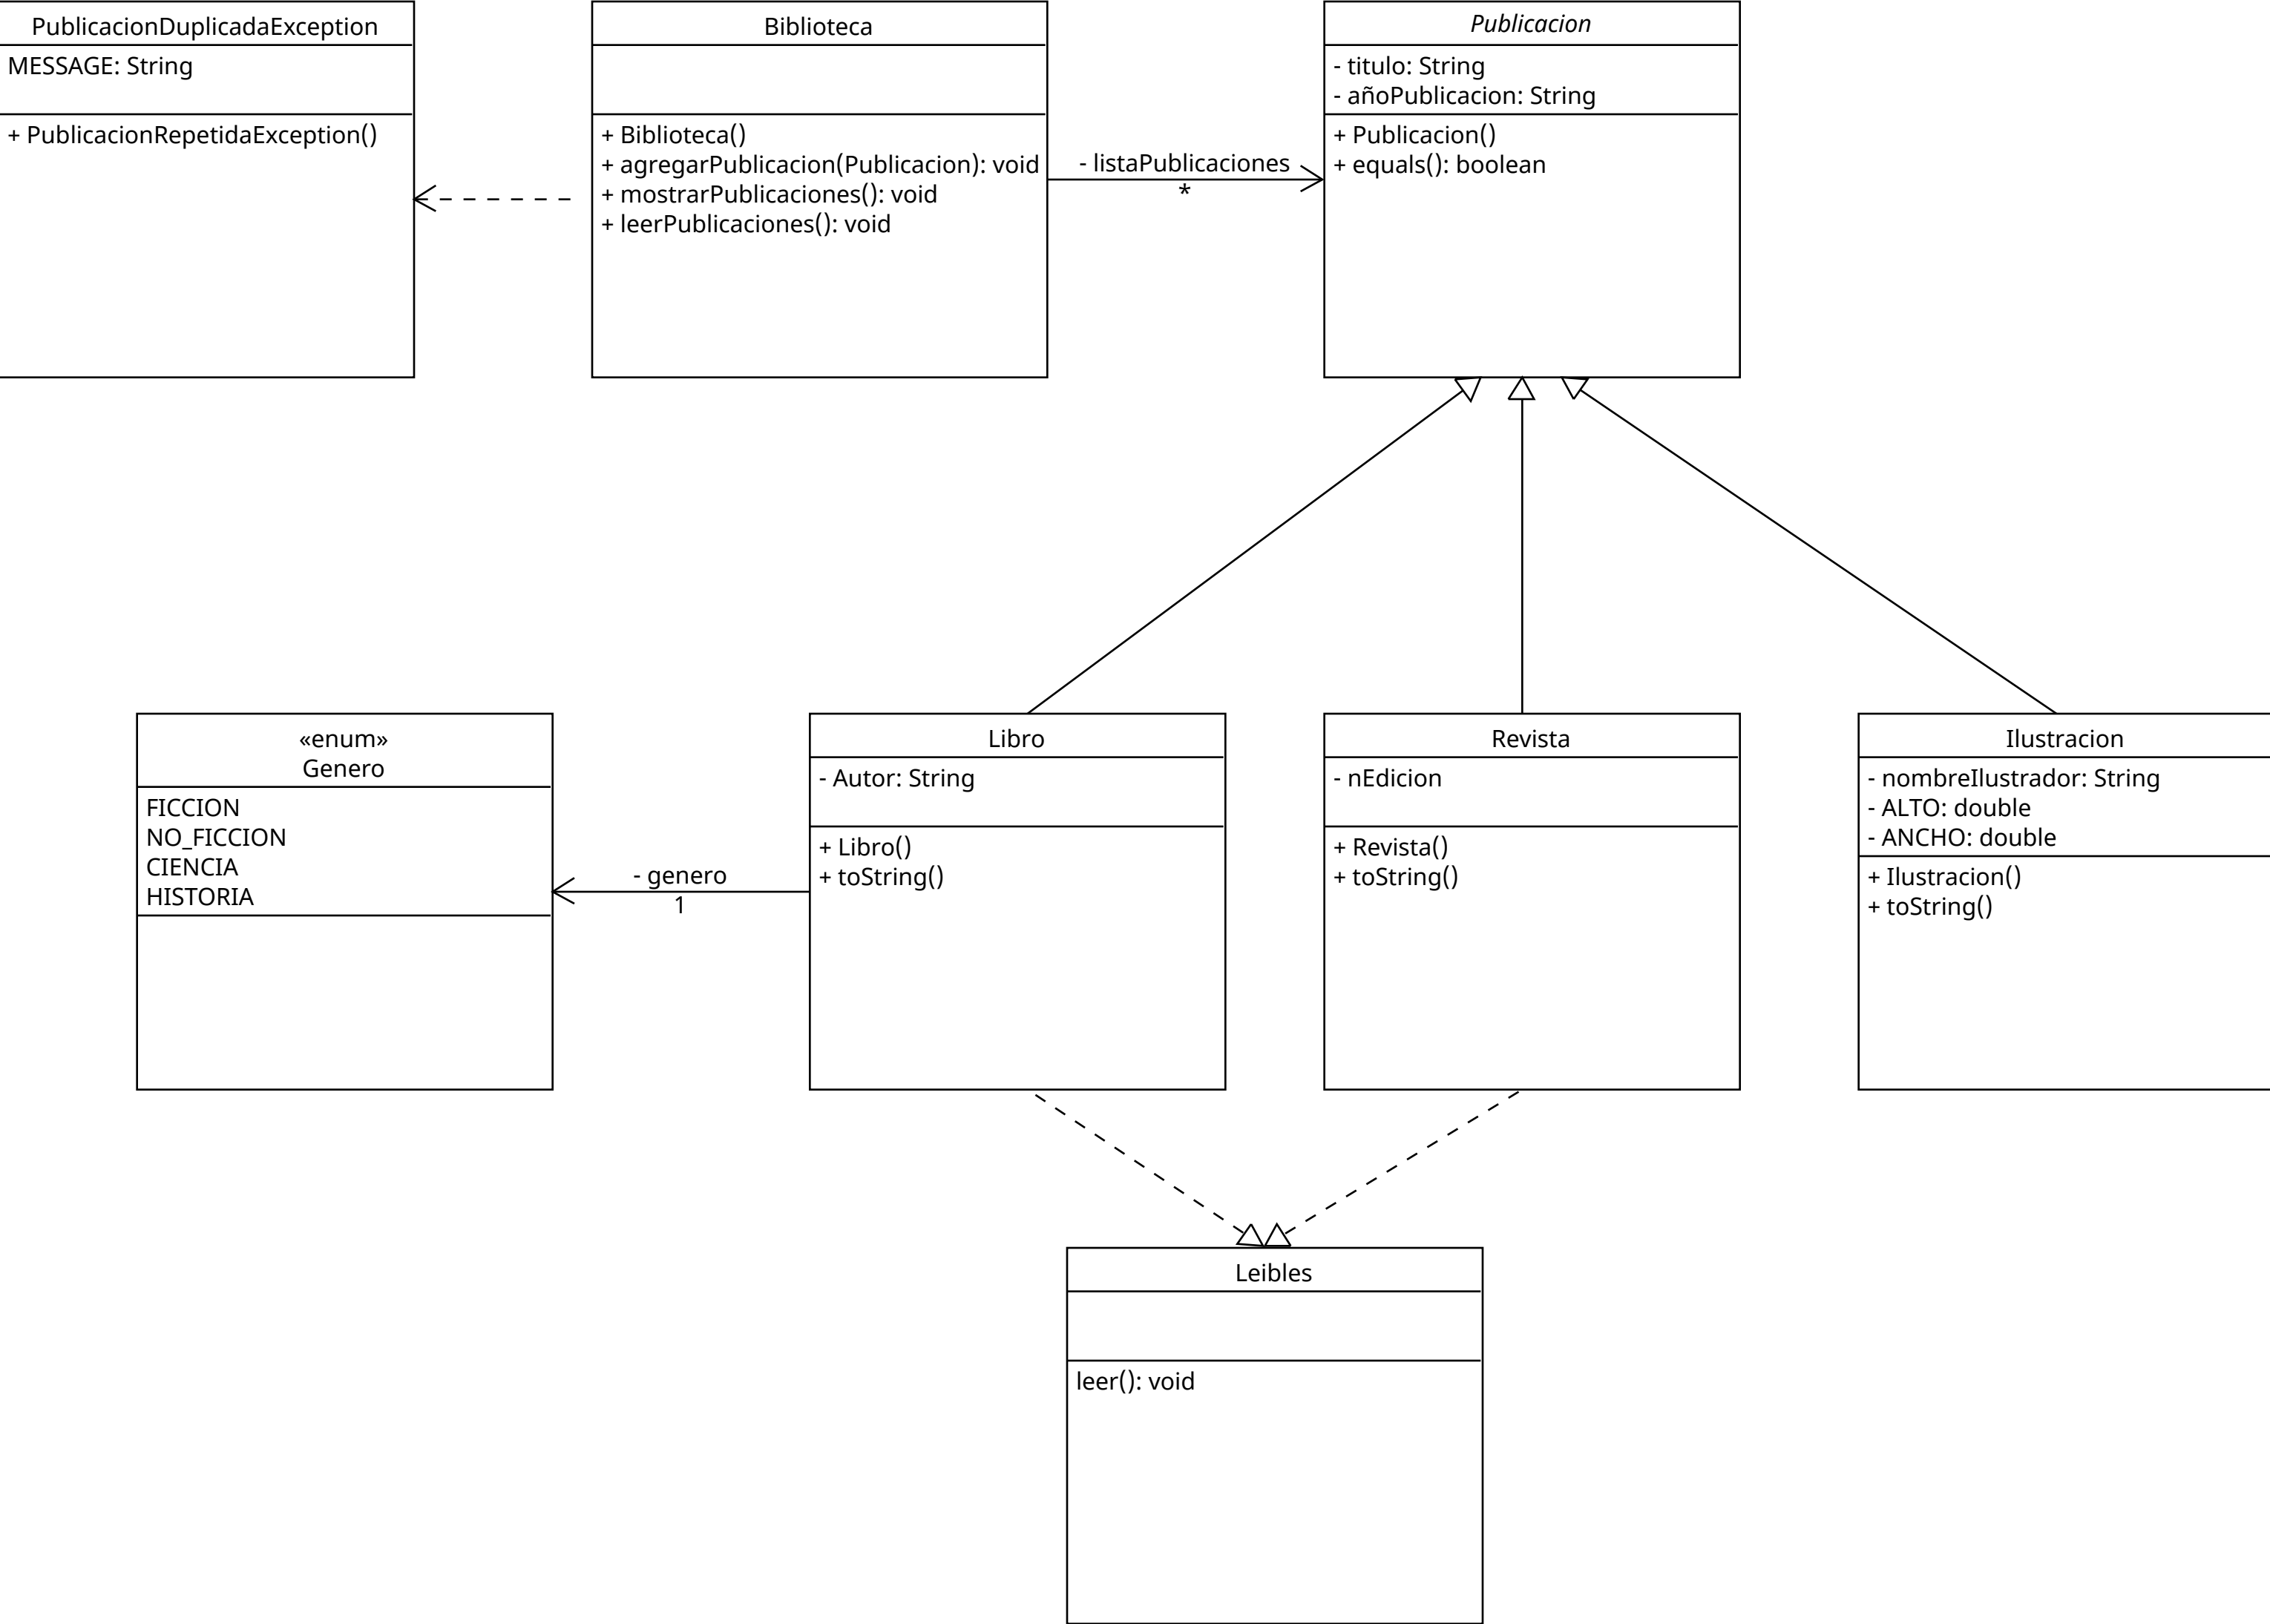 PublicacionDuplicadaException
MESSAGE: String
+ PublicacionRepetidaException()
Biblioteca
+ Biblioteca()
+ agregarPublicacion(Publicacion): void
+ mostrarPublicaciones(): void
+ leerPublicaciones(): void
- listaPublicaciones
*
Publicacion
- titulo: String
- añoPublicacion: String
+ Publicacion()
+ equals(): boolean
«enum»
Genero
FICCION
NO_FICCION
CIENCIA
HISTORIA
- genero
1
Libro
- Autor: String
+ Libro()
+ toString()
Revista
- nEdicion
+ Revista()
+ toString()
Ilustracion
- nombreIlustrador: String
- ALTO: double
- ANCHO: double
+ Ilustracion()
+ toString()
Leibles
leer(): void